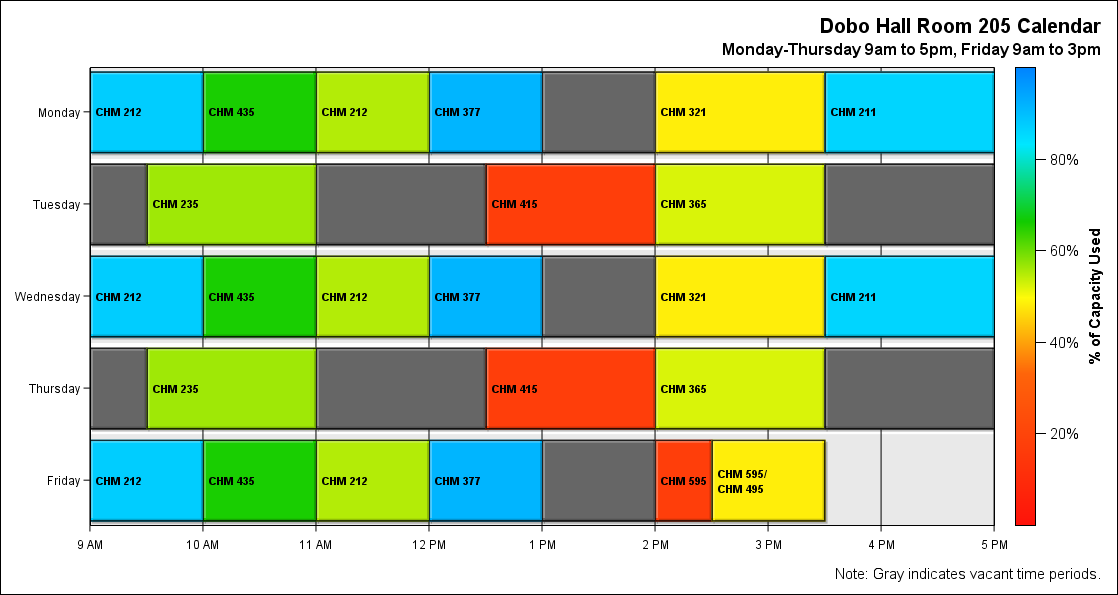 Dobo Hall Room 205 Calendar
Monday-Thursday 9am to 5pm, Friday 9am to 3pm
Monday
CHM 212
CHM 435
CHM 212
CHM 377
CHM 321
CHM 211
Tuesday
CHM 235
CHM 415
CHM 365
Wednesday
CHM 212
CHM 435
CHM 212
CHM 377
CHM 321
CHM 211
Thursday
CHM 235
CHM 415
CHM 365
Friday
CHM 212
CHM 435
CHM 212
CHM 377
CHM 595
CHM 595/
CHM 495
9 AM
10 AM
11 AM
12 PM
1 PM
2 PM
3 PM
4 PM
5 PM
80%
60%
40%
20%
% of Capacity Used
Note: Gray indicates vacant time periods.